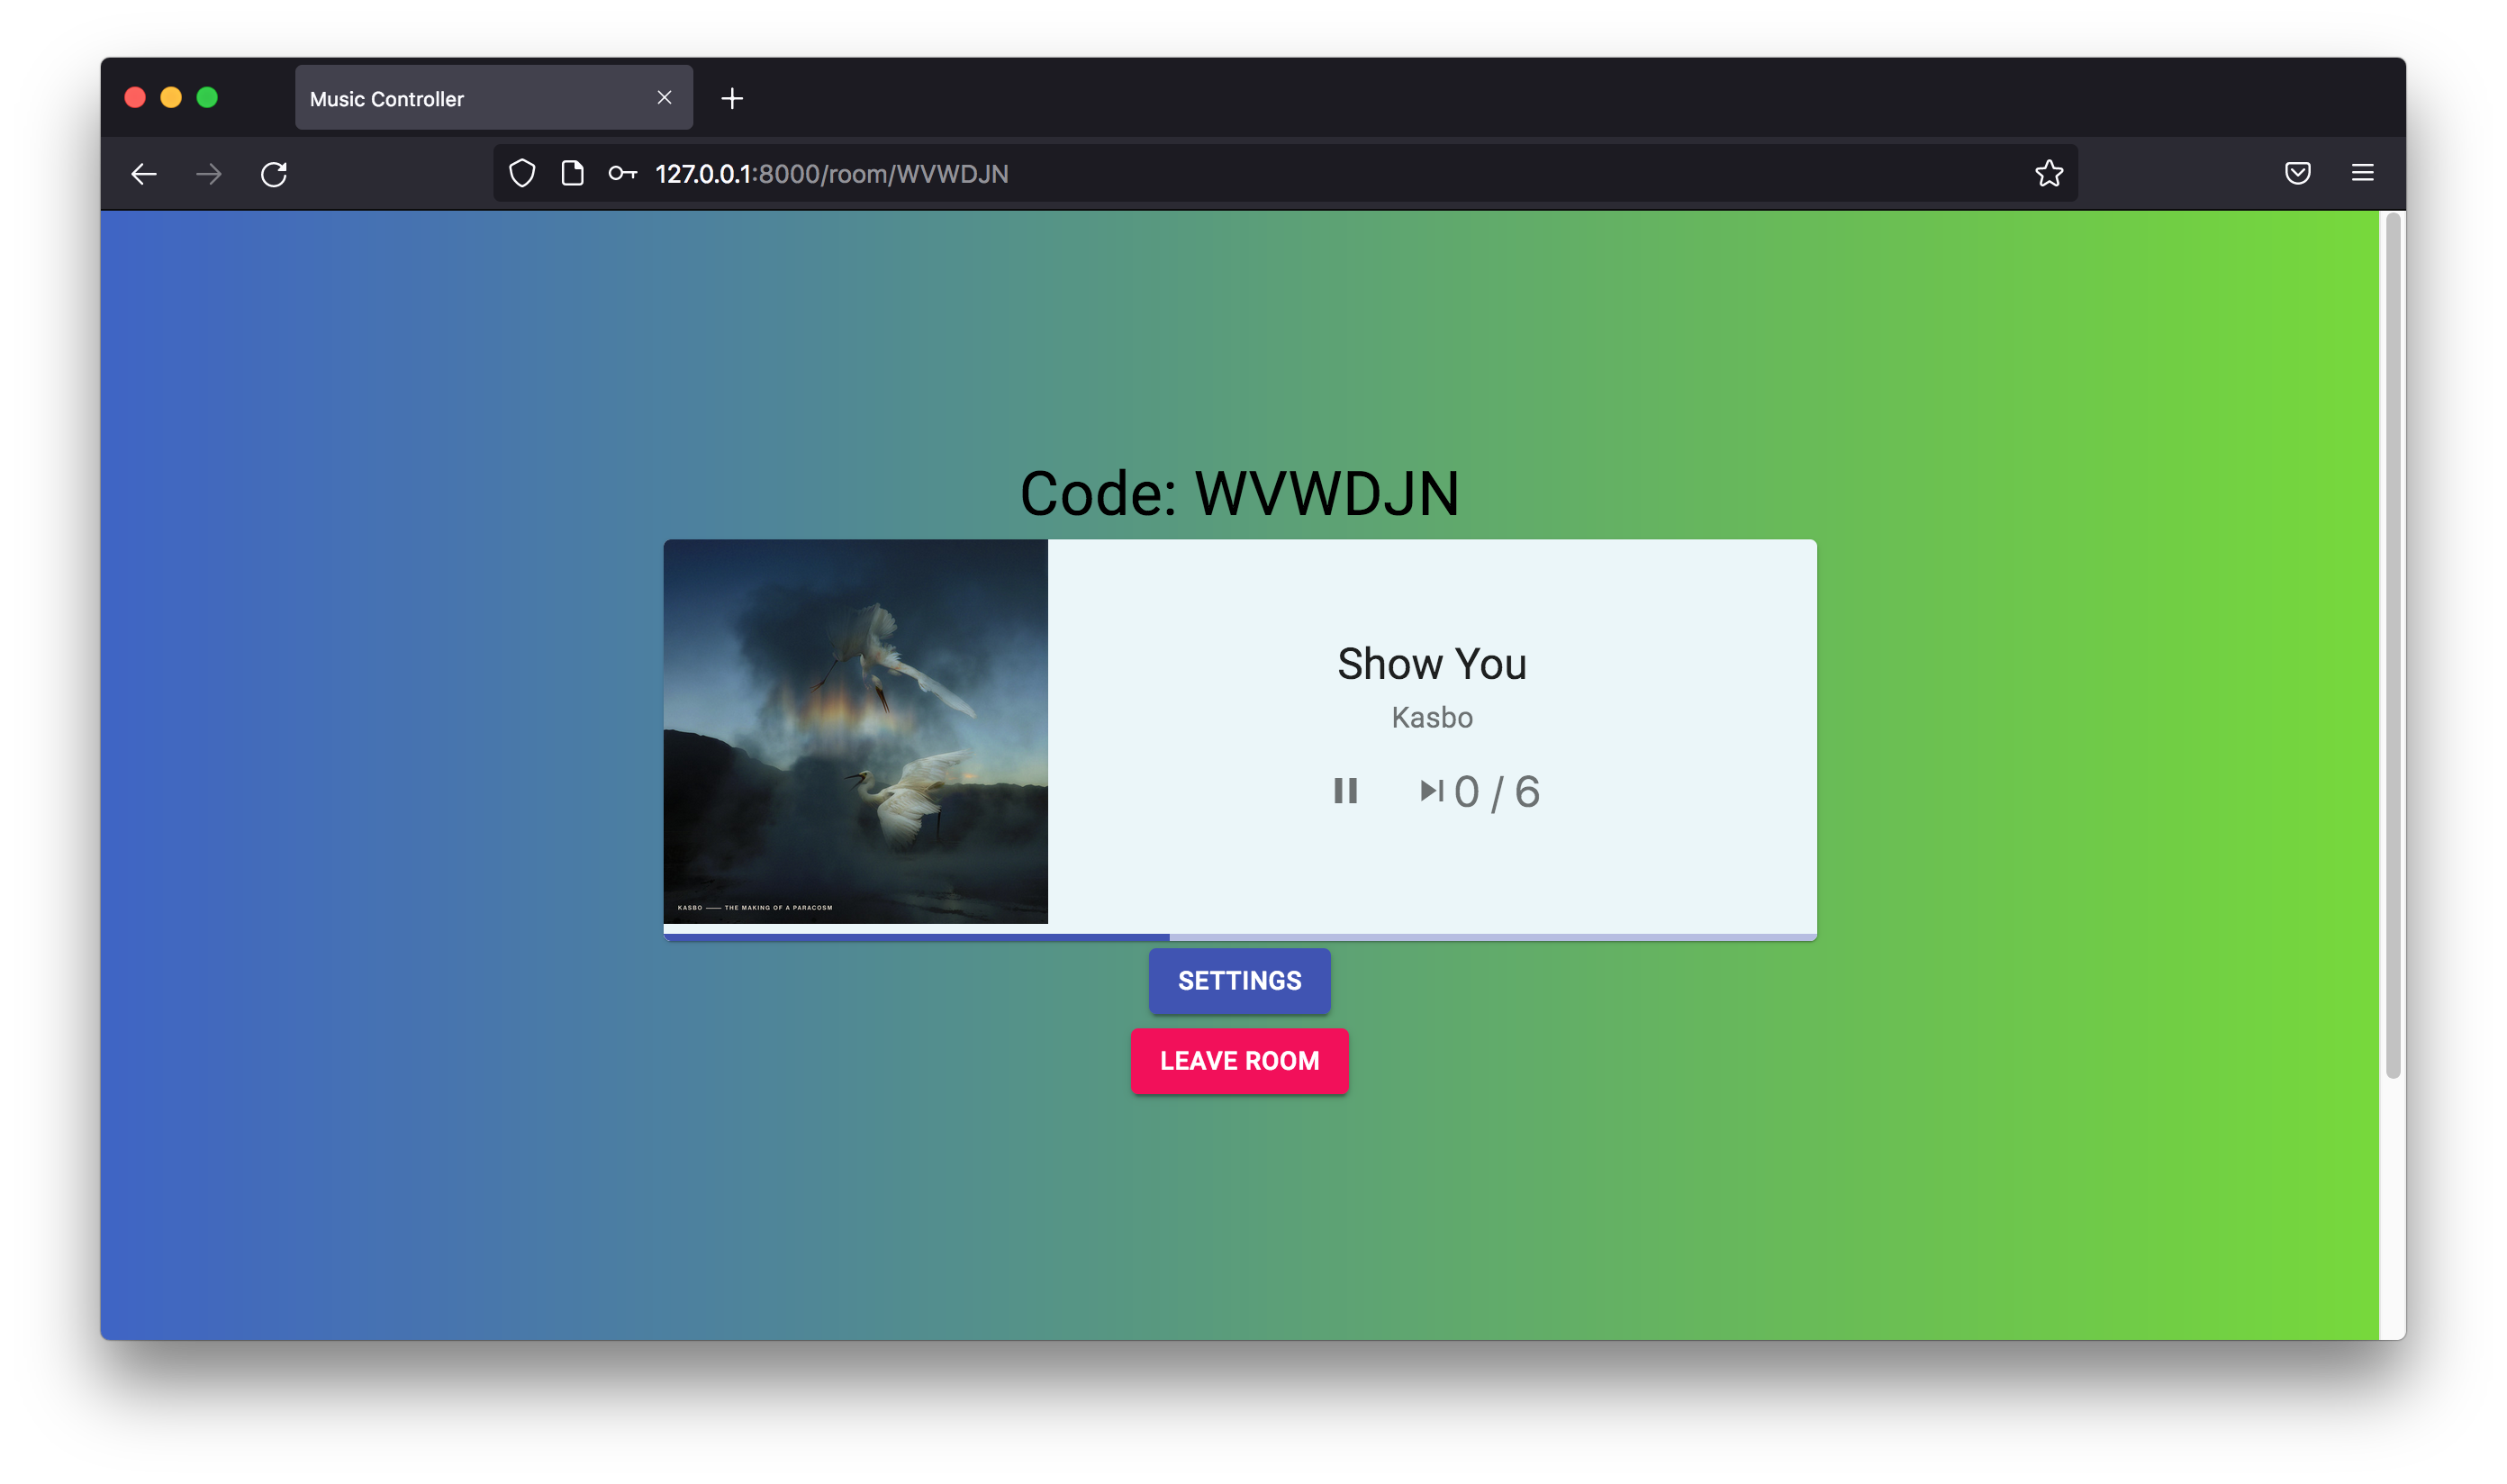 Music Controller
127.0.0.1:8000/room/WVWDJN
Code: WVWDJN
Show You
Kasbo
0 / 6
KASBO —— THE MAKING OF A PARACOSM
SETTINGS
LEAVE ROOM